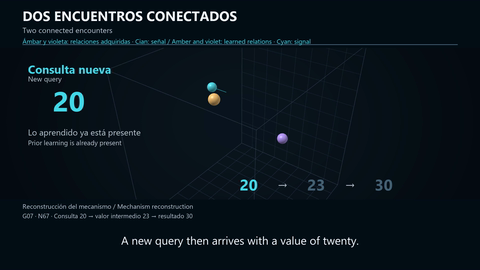 DOS ENCUENTROS CONECTADOS
Two connected encounters
Ámbar y violeta: relaciones adquiridas · Cian: señal / Amber and violet: learned relations · Cyan: signal
Consulta nueva
New query
20
Lo aprendido ya está presente
Prior learning is already present
20 → 23 → 30
Reconstrucción del mecanismo / Mechanism reconstruction
G07 · N67 · Consulta 20 → valor intermedio 23 → resultado 30
A new query then arrives with a value of twenty.